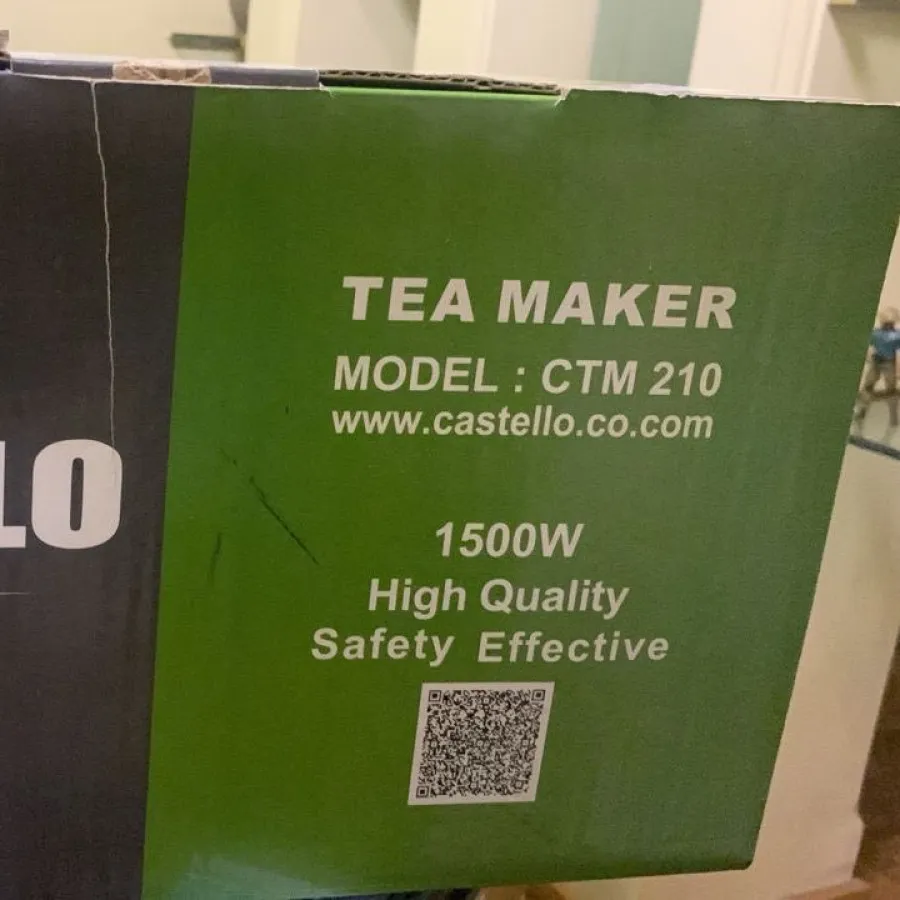 LO
TEA MAKER
MODEL : CTM 210
www.castello.co.com
1500W
High Quality
Safety Effective